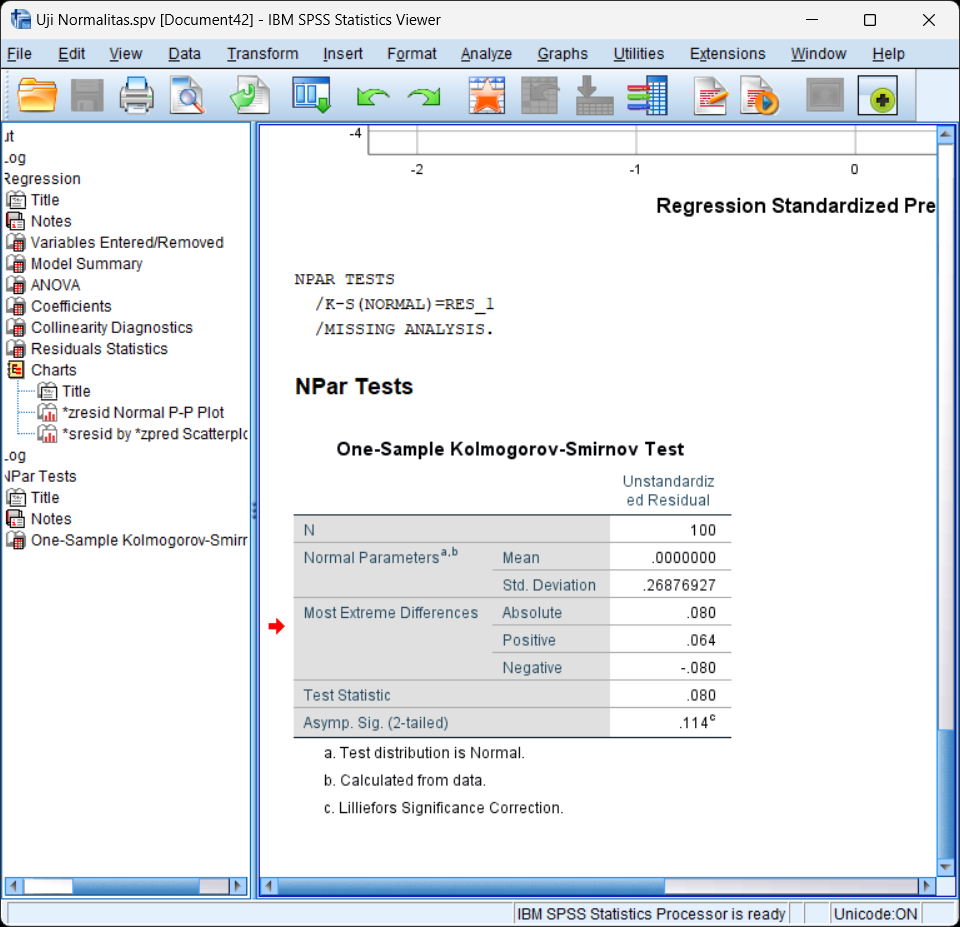 Uji Normalitas.spv [Document42] - IBM SPSS Statistics Viewer
File Edit View Data Transform Insert Format Analyze Graphs Utilities Extensions Window Help
Regression
Title
Notes
Variables Entered/Removed
Model Summary
ANOVA
Coefficients
Collinearity Diagnostics
Residuals Statistics
Charts
Title
*zresid Normal P-P Plot
*sresid by *zpred Scatterplo
NPar Tests
Title
Notes
One-Sample Kolmogorov-Smirr
-4
-2 -1 0
Regression Standardized Pre
NPAR TESTS
/K-S(NORMAL)=RES_1
/MISSING ANALYSIS.
NPar Tests
One-Sample Kolmogorov-Smirnov Test
Unstandardiz
ed Residual
N 100
Normal Parameters a,b Mean .0000000
Std. Deviation .26876927
Most Extreme Differences Absolute .080
Positive .064
Negative -.080
Test Statistic .080
Asymp. Sig. (2-tailed) .114c
a. Test distribution is Normal.
b. Calculated from data.
c. Lilliefors Significance Correction.
IBM SPSS Statistics Processor is ready Unicode:ON